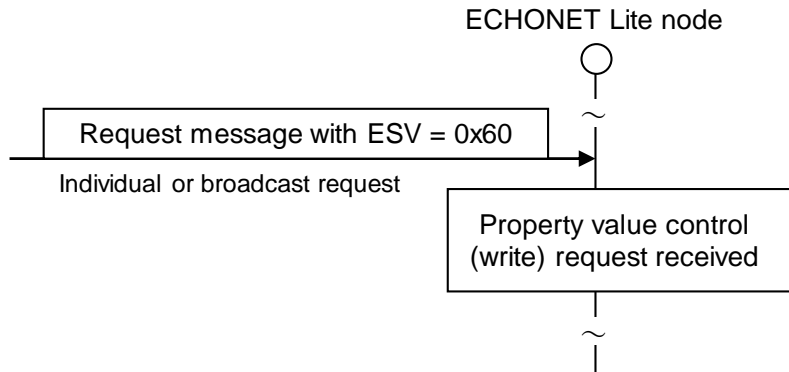 ECHONET Lite node
~
Request message with ESV = 0x60
Individual or broadcast request
Property value control
(write) request received
~